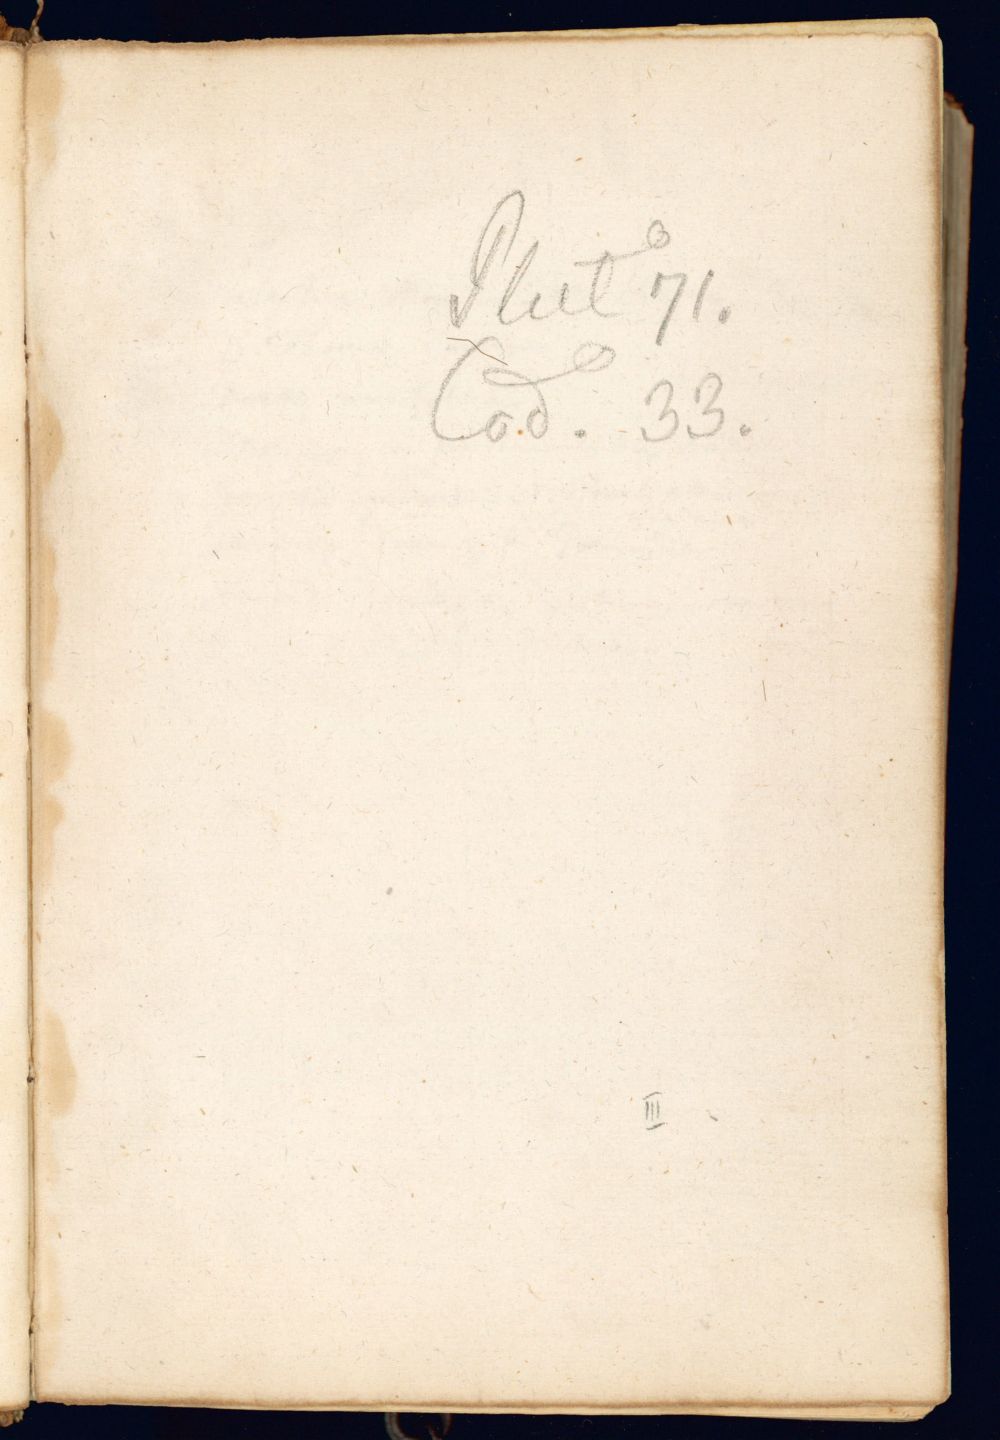 Plut 71.
Cod. 33.
III